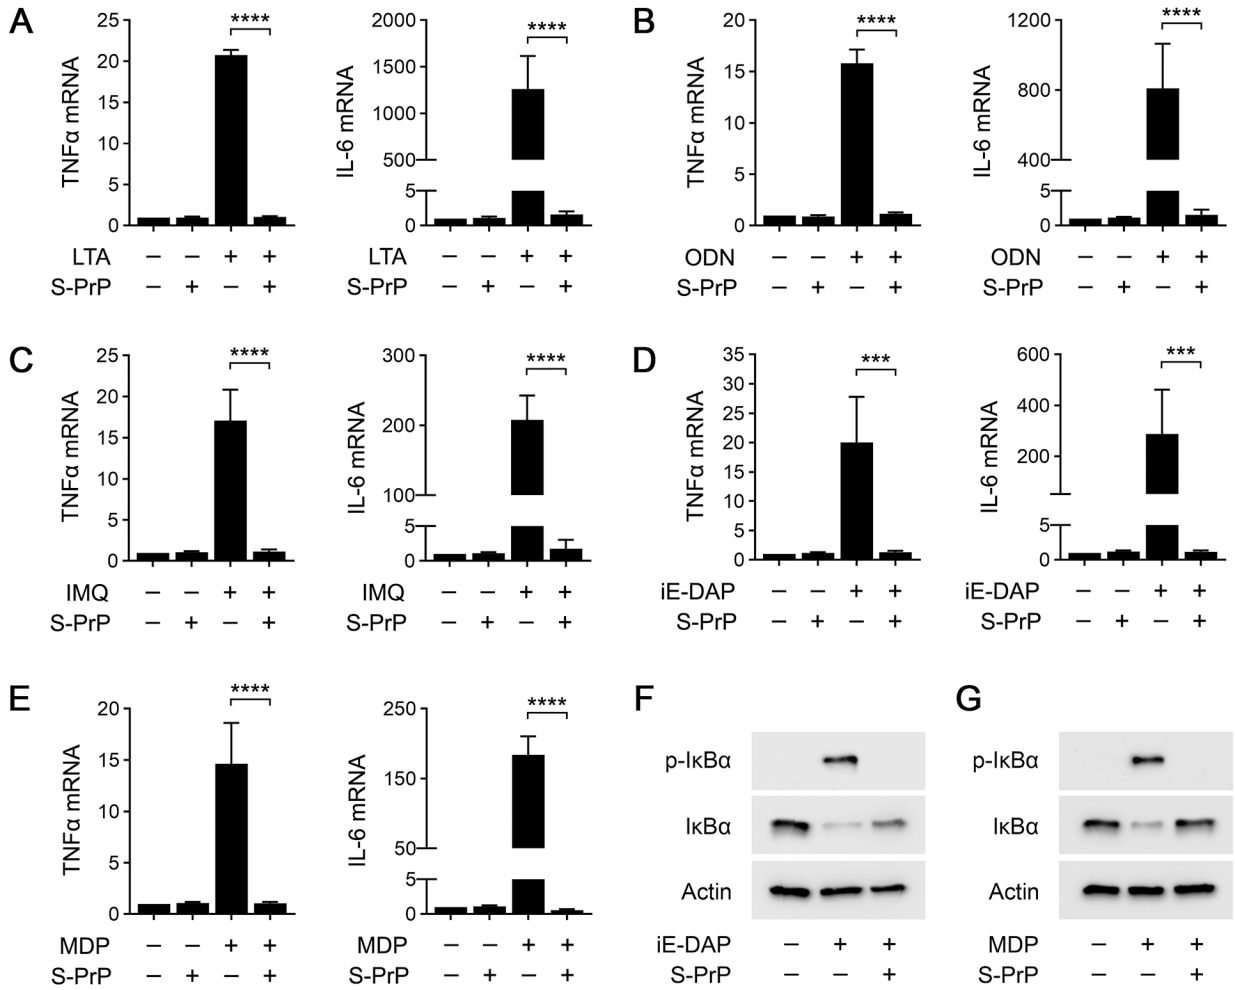 A
TNFα mRNA
25
20
15
10
5
0
****
LTA − − + +
S-PrP − + − +
IL-6 mRNA
2000
1500
1000
500
5
0
****
LTA − − + +
S-PrP − + − +
B
TNFα mRNA
20
15
10
5
0
****
ODN − − + +
S-PrP − + − +
IL-6 mRNA
1200
800
400
5
0
****
ODN − − + +
S-PrP − + − +
C
TNFα mRNA
25
20
15
10
5
0
****
IMQ − − + +
S-PrP − + − +
IL-6 mRNA
300
200
100
5
0
****
IMQ − − + +
S-PrP − + − +
D
TNFα mRNA
35
30
25
20
15
10
5
0
***
iE-DAP − − + +
S-PrP − + − +
IL-6 mRNA
600
400
200
5
0
***
iE-DAP − − + +
S-PrP − + − +
E
TNFα mRNA
20
15
10
5
0
****
MDP − − + +
S-PrP − + − +
IL-6 mRNA
250
150
50
5
0
****
MDP − − + +
S-PrP − + − +
F
p-IκBα
IκBα
Actin
iE-DAP − + +
S-PrP − − +
G
p-IκBα
IκBα
Actin
MDP − + +
S-PrP − − +